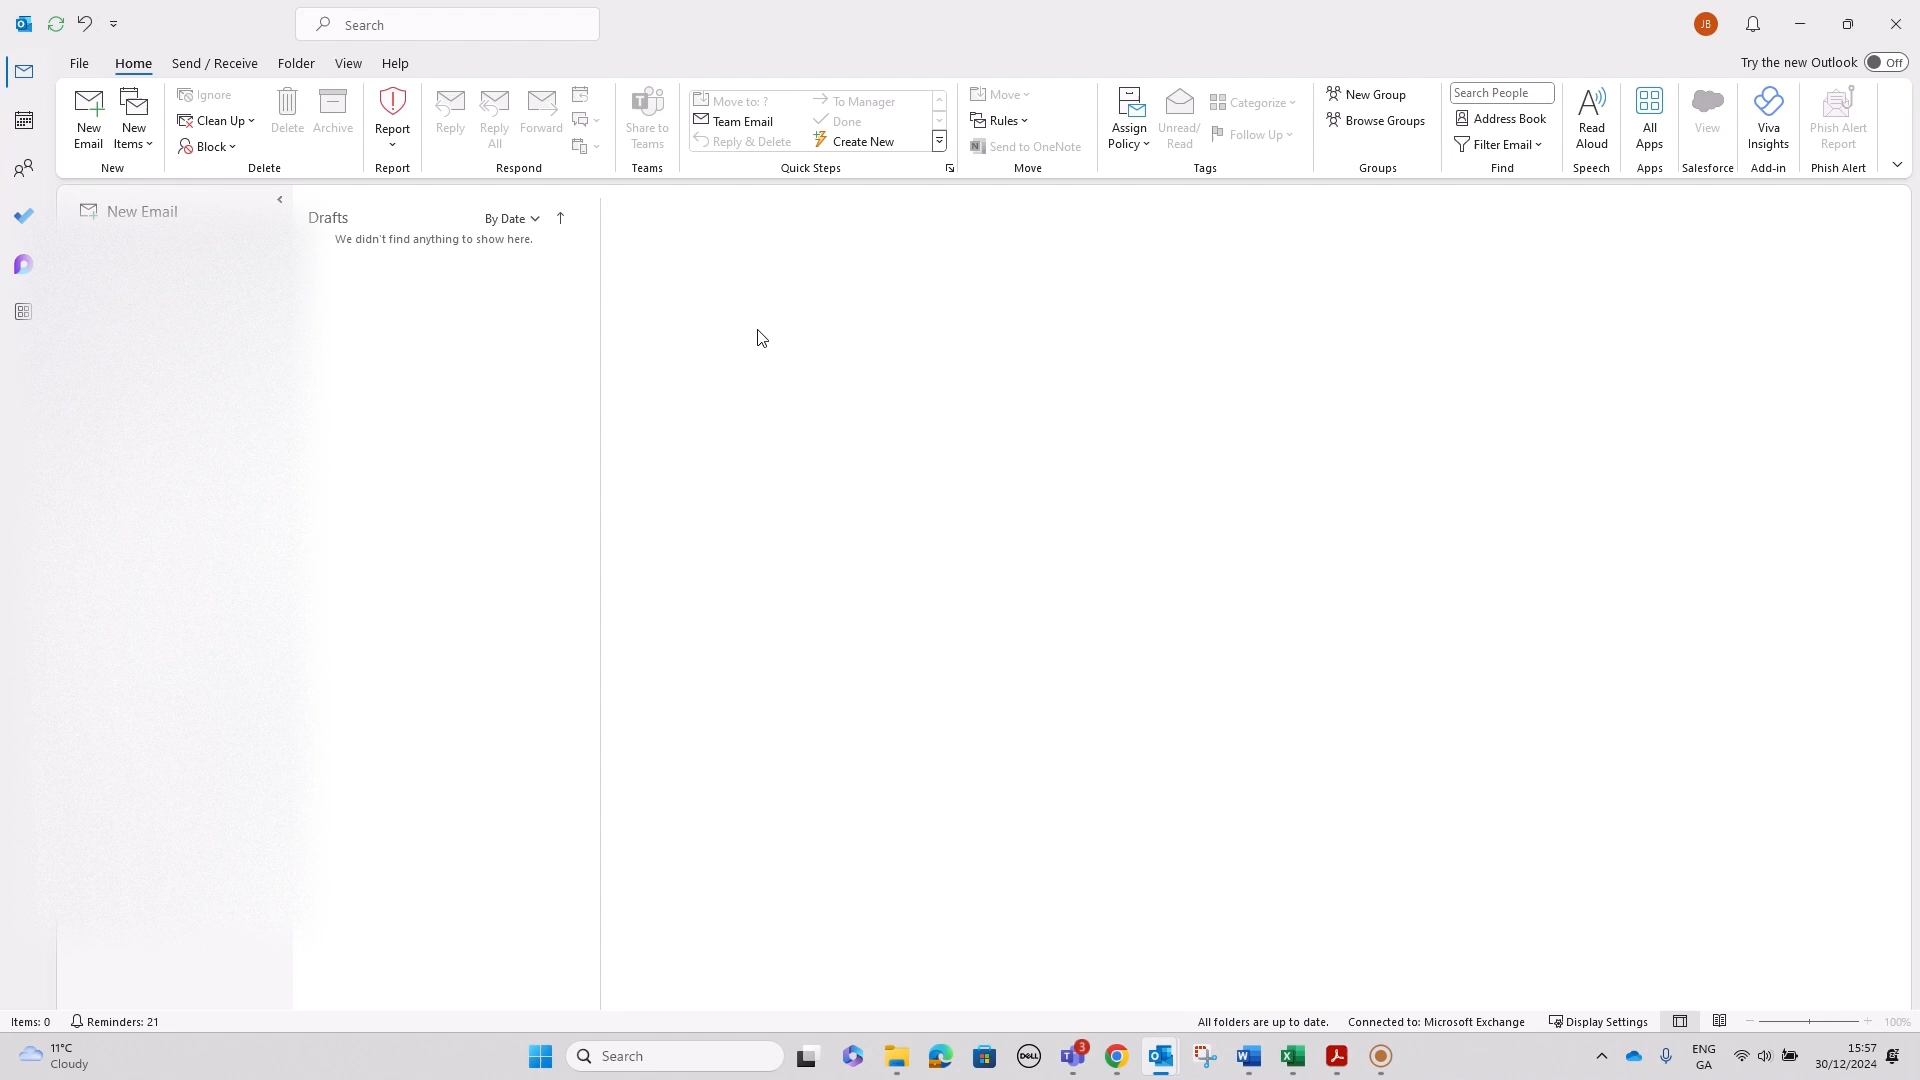 Search
JB
File Home Send / Receive Folder View Help
Try the new Outlook Off
New Email
New Items
New
Ignore
Clean Up
Block
Delete
Archive
Delete
Report
Report
Reply
Reply All
Forward
Respond
Share to Teams
Teams
Move to: ?
Team Email
Reply & Delete
To Manager
Done
Create New
Quick Steps
Move
Rules
Send to OneNote
Move
Assign Policy
Unread/ Read
Categorize
Follow Up
Tags
New Group
Browse Groups
Groups
Search People
Address Book
Filter Email
Find
Read Aloud
Speech
All Apps
Apps
View
Salesforce
Viva Insights
Add-in
Phish Alert Report
Phish Alert
New Email
Drafts
By Date
We didn't find anything to show here.
Items: 0 Reminders: 21
All folders are up to date. Connected to: Microsoft Exchange Display Settings 100%
11°C
Cloudy
Search
DELL
3
ENG
GA
15:57
30/12/2024